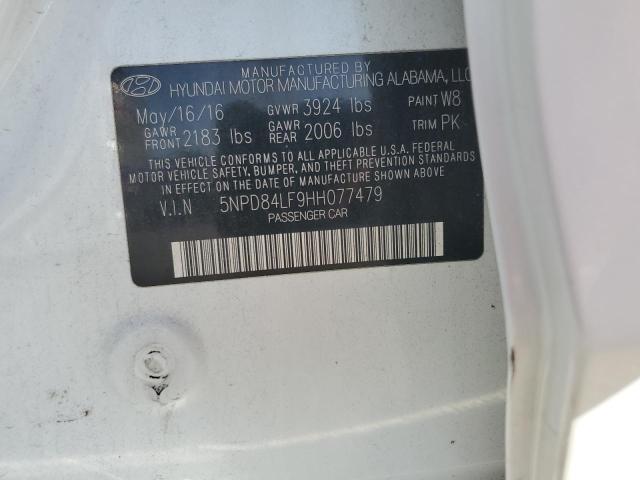 MANUFACTURED BY
HYUNDAI MOTOR MANUFACTURING ALABAMA, LLC
May/16/16 GVWR 3924 lbs PAINT W8
GAWR FRONT 2183 lbs GAWR REAR 2006 lbs TRIM PK
THIS VEHICLE CONFORMS TO ALL APPLICABLE U.S.A. FEDERAL
MOTOR VEHICLE SAFETY, BUMPER, AND THEFT PREVENTION STANDARDS
IN EFFECT ON THE DATE OF MANUFACTURE SHOWN ABOVE.
V.I.N 5NPD84LF9HH077479
PASSENGER CAR